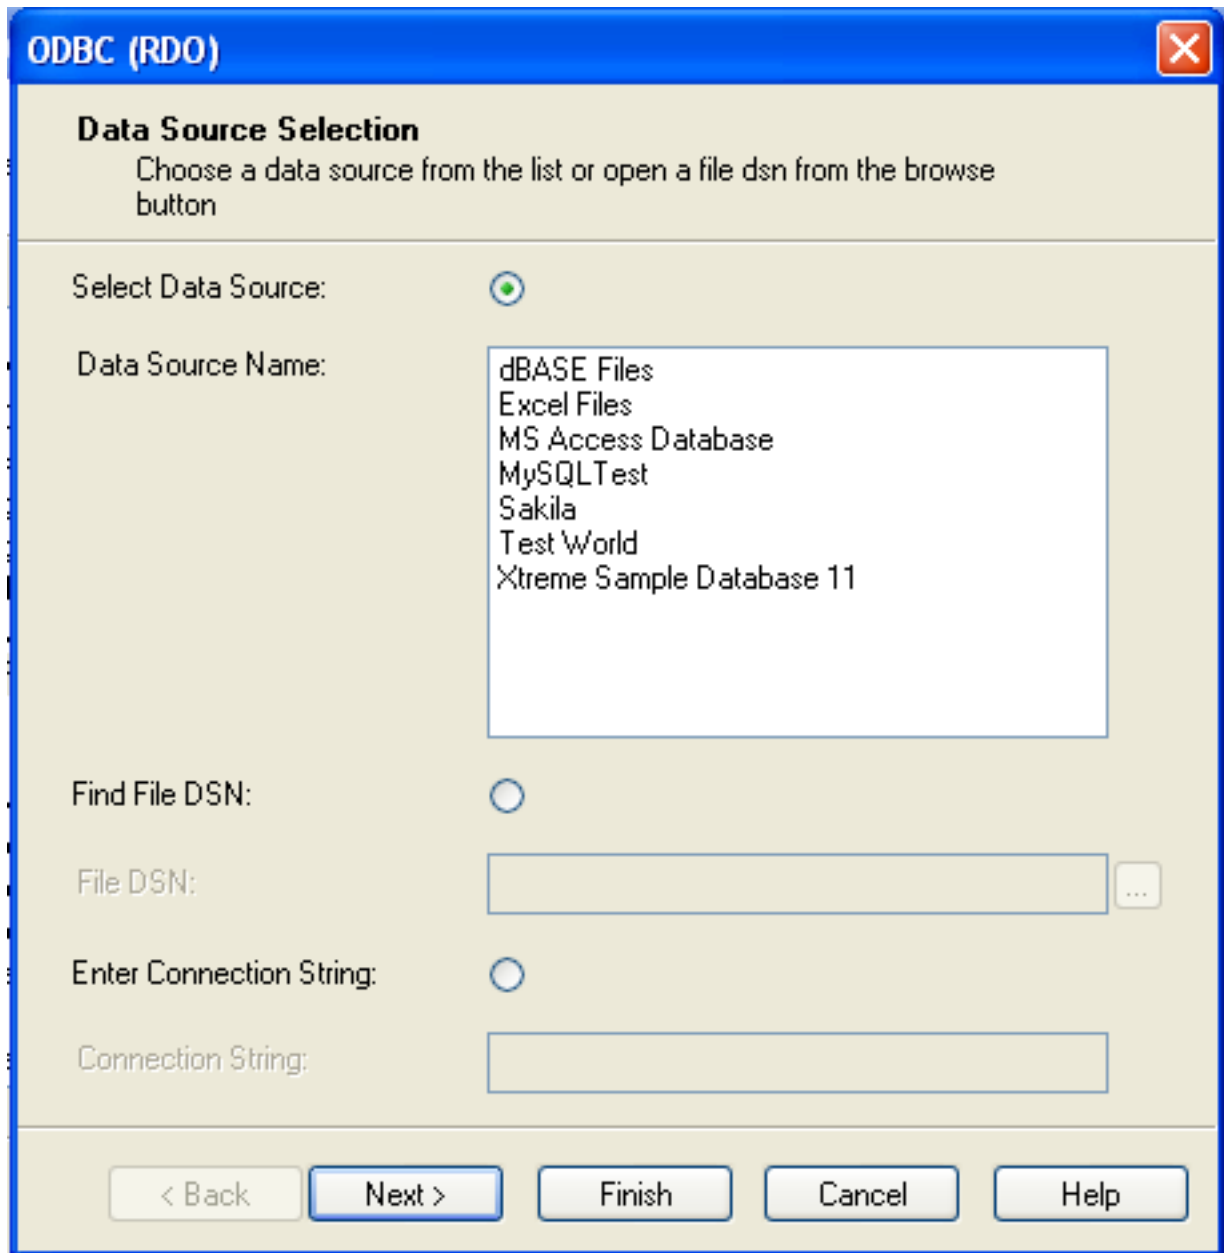 ODBC (RDO)
Data Source Selection
Choose a data source from the list or open a file dsn from the browse
button
Select Data Source:
Data Source Name:
dBASE Files
Excel Files
MS Access Database
MySQLTest
Sakila
Test World
Xtreme Sample Database 11
Find File DSN:
File DSN:
...
Enter Connection String:
Connection String:
< Back
Next >
Finish
Cancel
Help